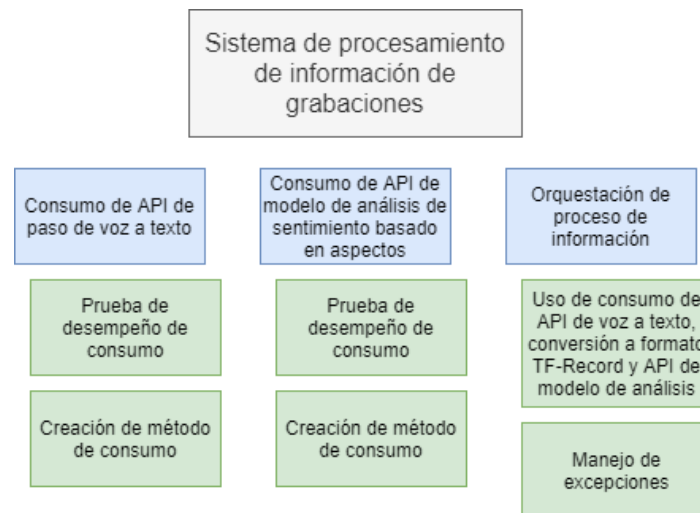 Sistema de procesamiento
de información de
grabaciones
Consumo de API de
paso de voz a texto
Consumo de API de
modelo de análisis de
sentimiento basado
en aspectos
Orquestación de
proceso de
información
Prueba de
desempeño de
consumo
Prueba de
desempeño de
consumo
Uso de consumo de
API de voz a texto,
conversión a formato
TF-Record y API de
modelo de análisis
Creación de método
de consumo
Creación de método
de consumo
Manejo de
excepciones